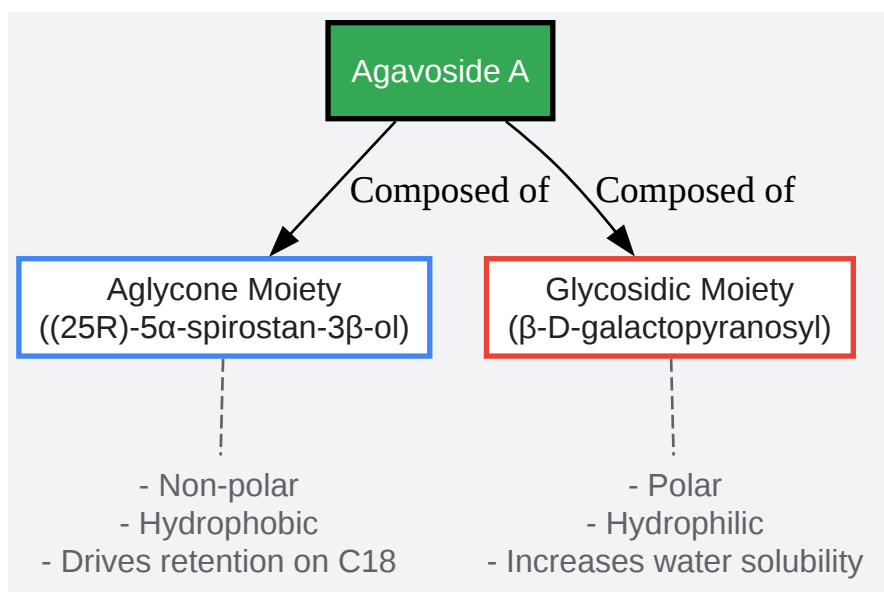 Agavoside A
Composed of
Composed of
Aglycone Moiety
((25R)-5α-spirostan-3β-ol)
Glycosidic Moiety
(β-D-galactopyranosyl)
- Non-polar
- Hydrophobic
- Drives retention on C18
- Polar
- Hydrophilic
- Increases water solubility